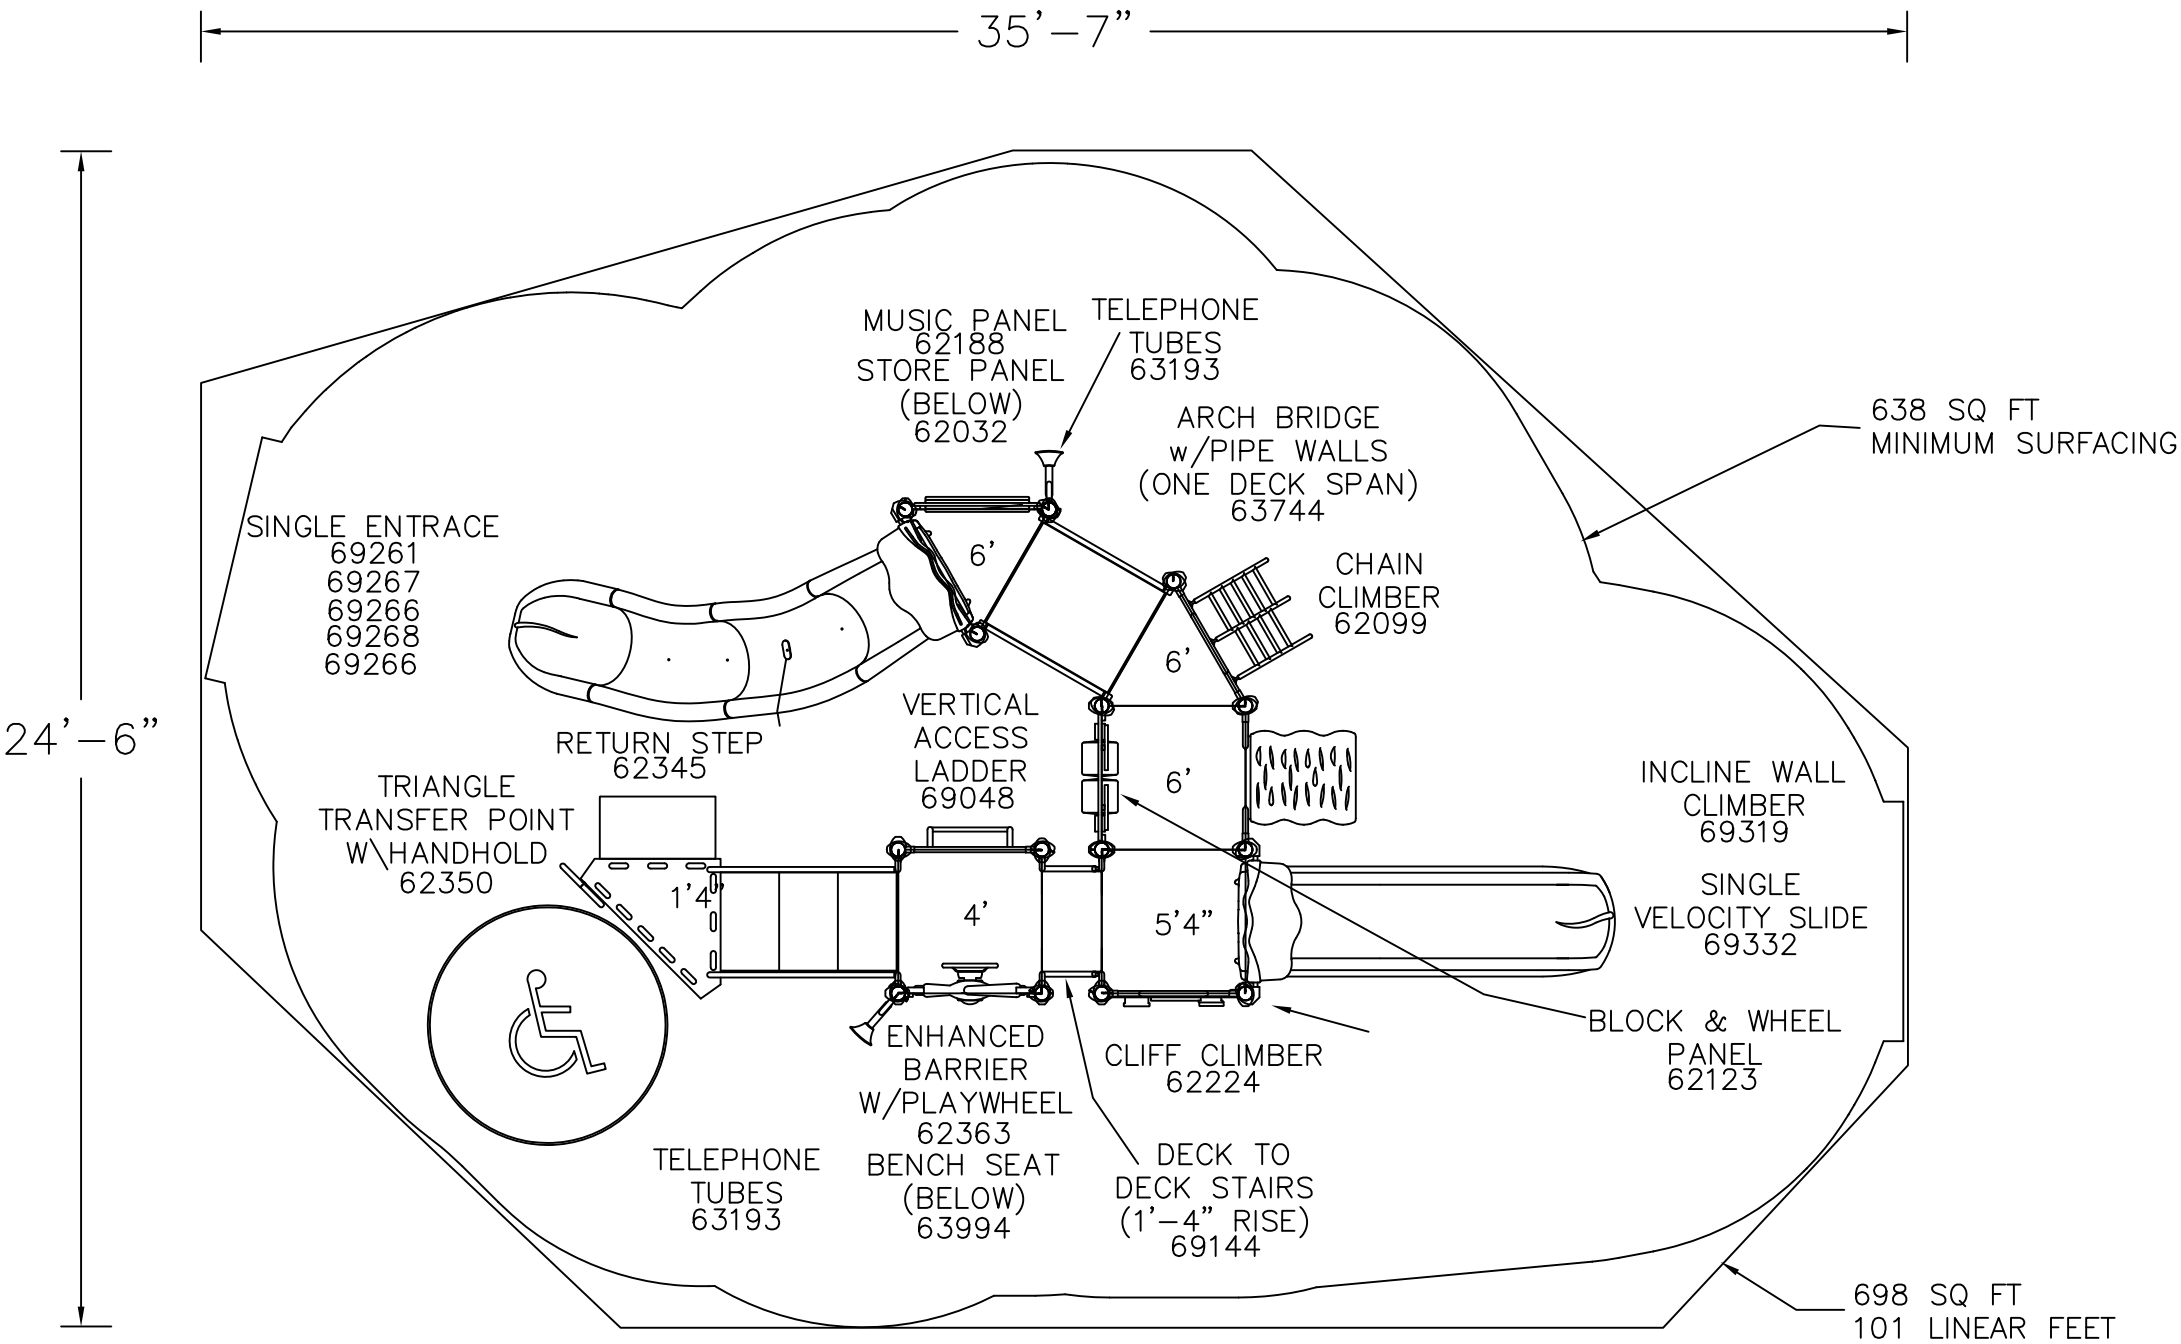 35'-7"
24'-6"
MUSIC PANEL
62188
STORE PANEL
(BELOW)
62032
TELEPHONE
TUBES
63193
ARCH BRIDGE
w/PIPE WALLS
(ONE DECK SPAN)
63744
638 SQ FT
MINIMUM SURFACING
SINGLE ENTRACE
69261
69267
69266
69268
69266
6'
CHAIN
CLIMBER
62099
6'
RETURN STEP
62345
VERTICAL
ACCESS
LADDER
69048
6'
TRIANGLE
TRANSFER POINT
W\HANDHOLD
62350
INCLINE WALL
CLIMBER
69319
1'4"
4'
5'4"
SINGLE
VELOCITY SLIDE
69332
BLOCK & WHEEL
PANEL
62123
ENHANCED
BARRIER
W/PLAYWHEEL
62363
BENCH SEAT
(BELOW)
63994
CLIFF CLIMBER
62224
TELEPHONE
TUBES
63193
DECK TO
DECK STAIRS
(1'-4" RISE)
69144
698 SQ FT
101 LINEAR FEET